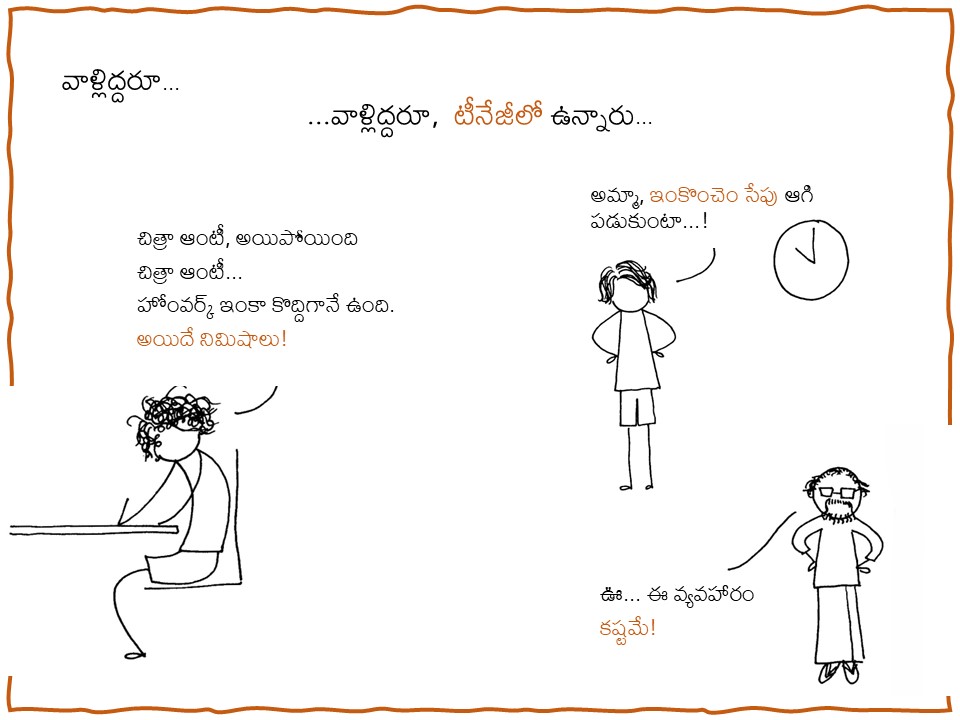 వాళ్లిద్దరూ...
...వాళ్లిద్దరూ, టీనేజీలో ఉన్నారు...
అమ్మా, ఇంకొంచెం సేపు ఆగి
పడుకుంటా...!
చిత్రా ఆంటీ, అయిపోయింది
చిత్రా ఆంటీ...
హోంవర్క్ ఇంకా కొద్దిగానే ఉంది.
అయిదే నిమిషాలు!
ఊ... ఈ వ్యవహారం
కష్టమే!